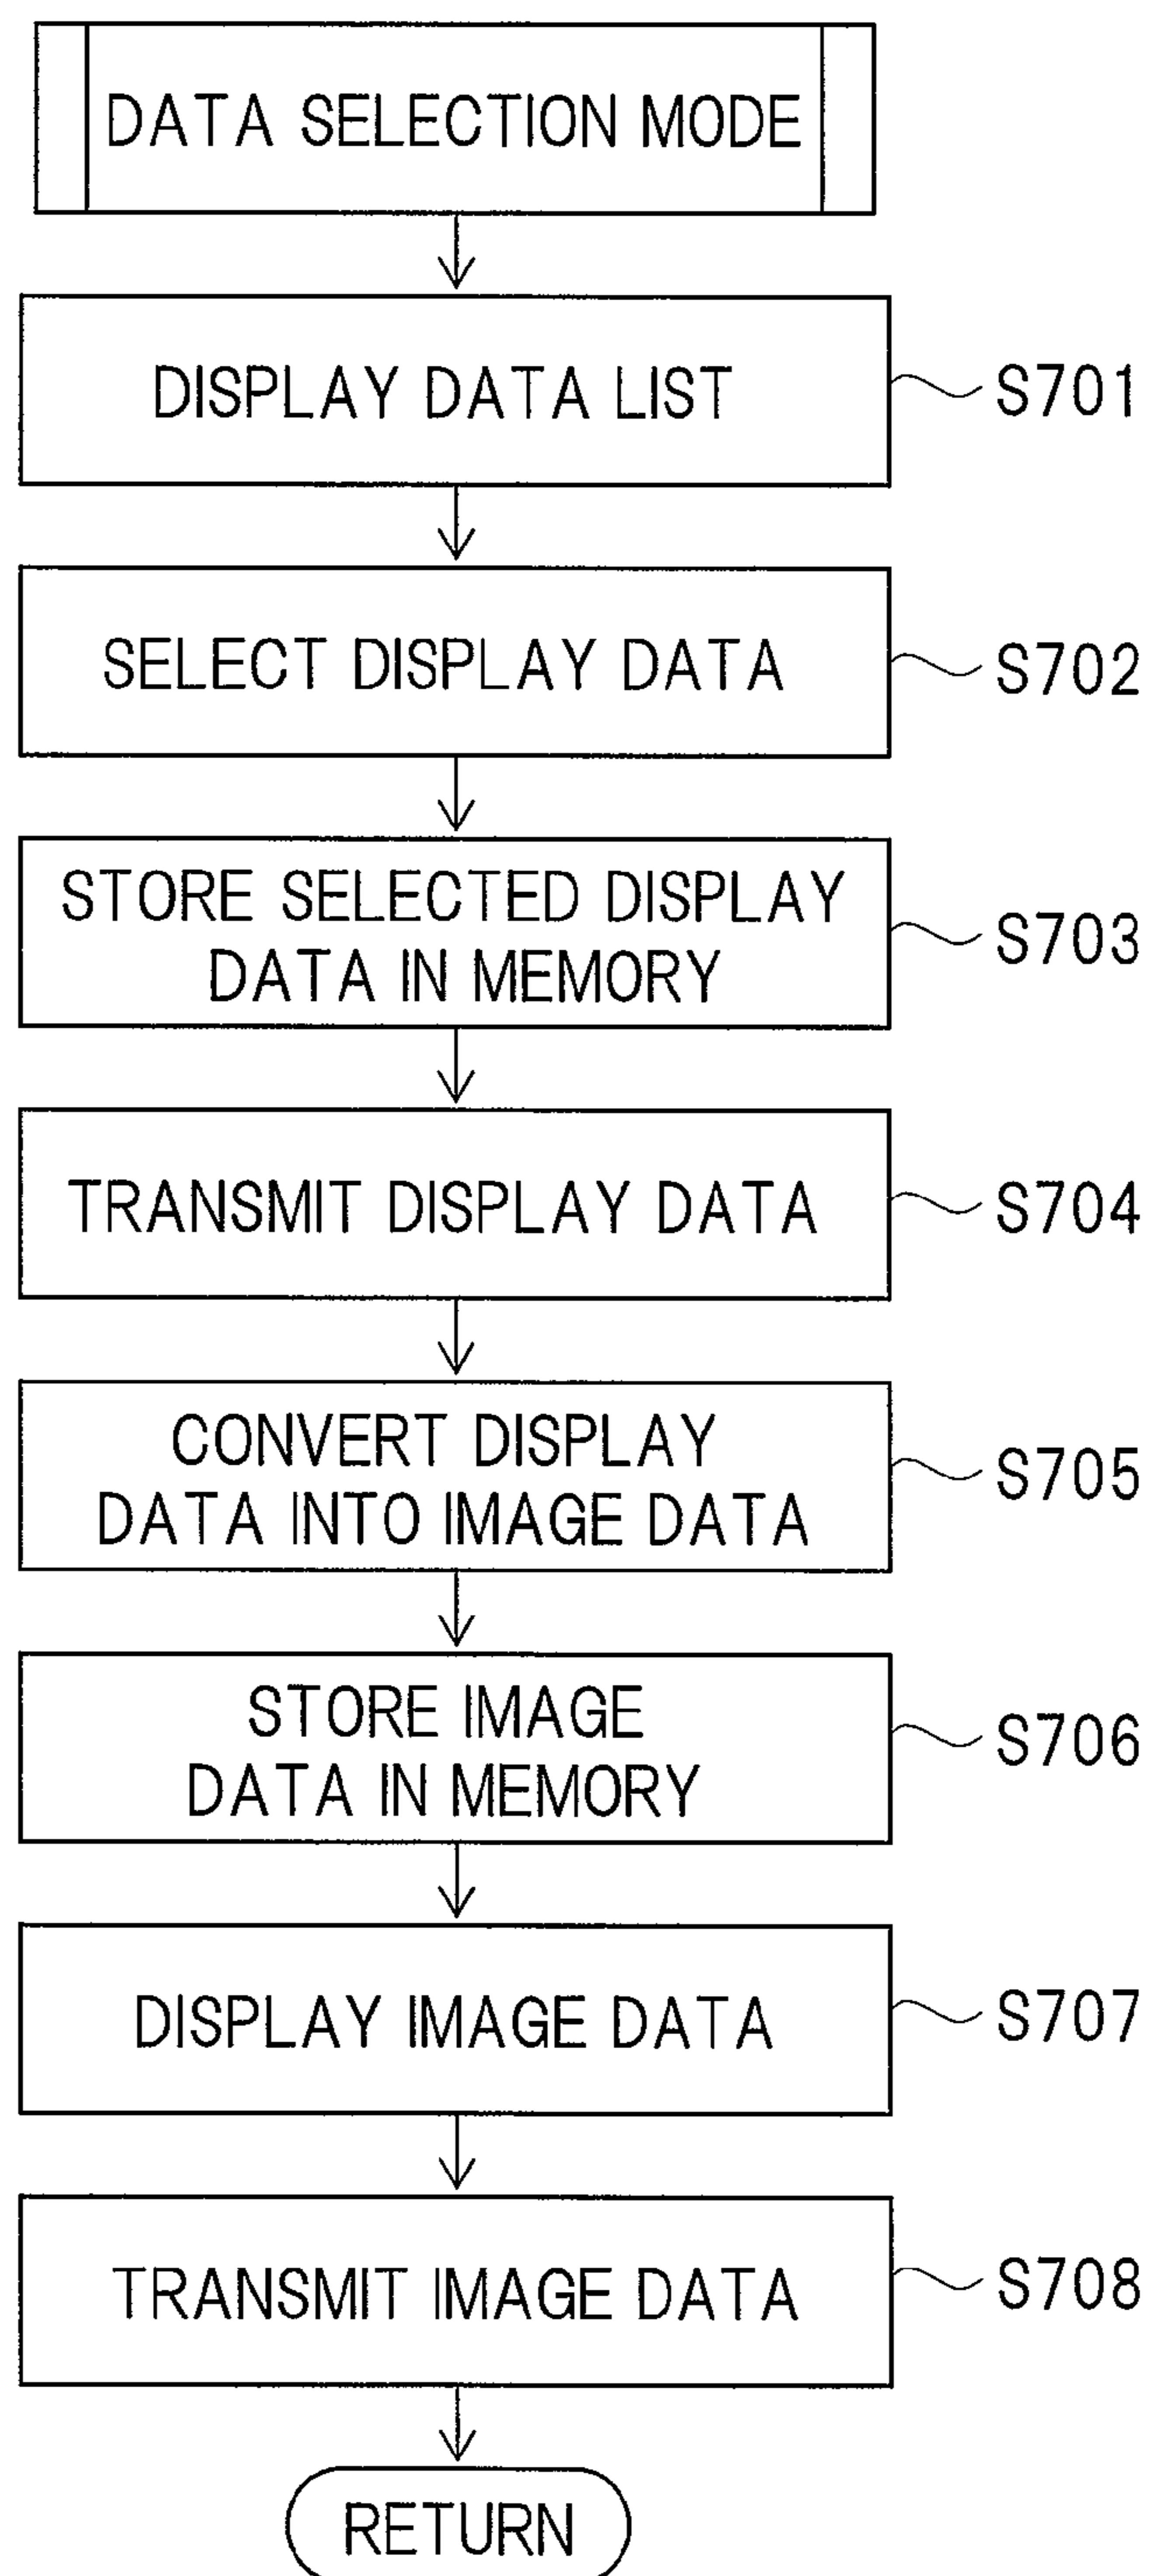 DATA SELECTION MODE
DISPLAY DATA LIST
S701
SELECT DISPLAY DATA
S702
STORE SELECTED DISPLAY
DATA IN MEMORY
S703
TRANSMIT DISPLAY DATA
S704
CONVERT DISPLAY
DATA INTO IMAGE DATA
S705
STORE IMAGE
DATA IN MEMORY
S706
DISPLAY IMAGE DATA
S707
TRANSMIT IMAGE DATA
S708
RETURN